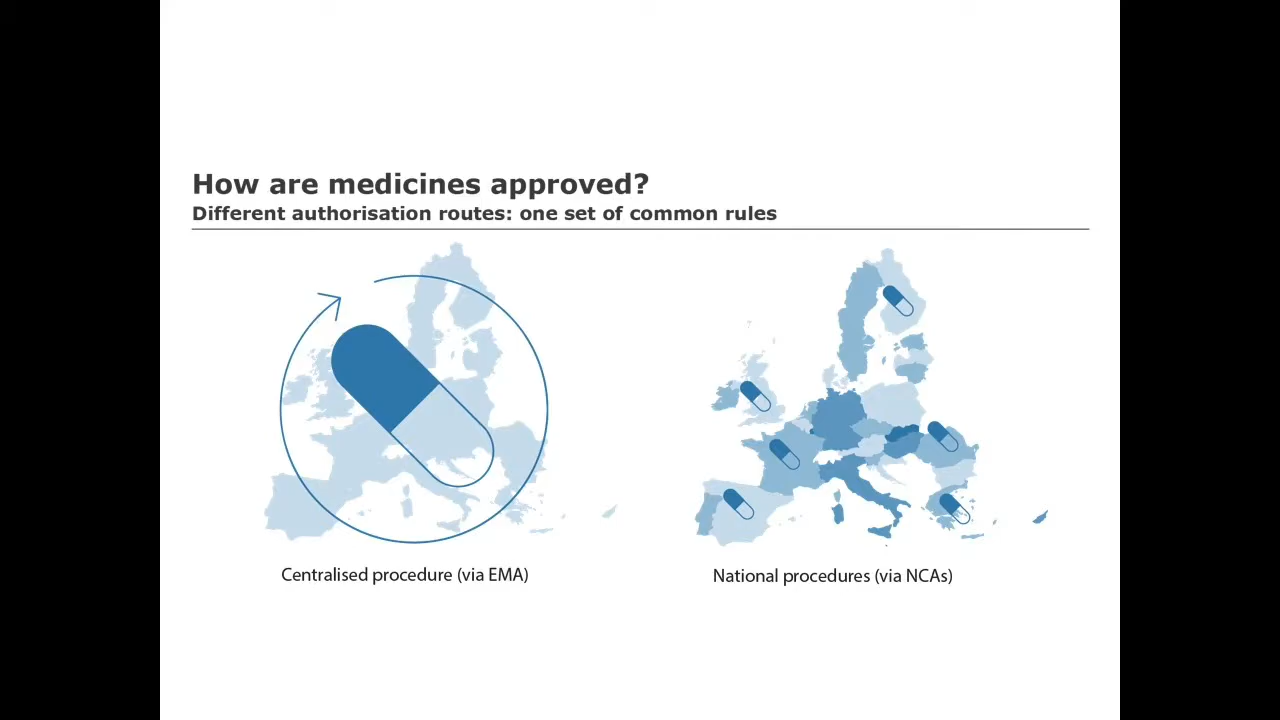 How are medicines approved?
Different authorisation routes: one set of common rules
Centralised procedure (via EMA)
National procedures (via NCAs)